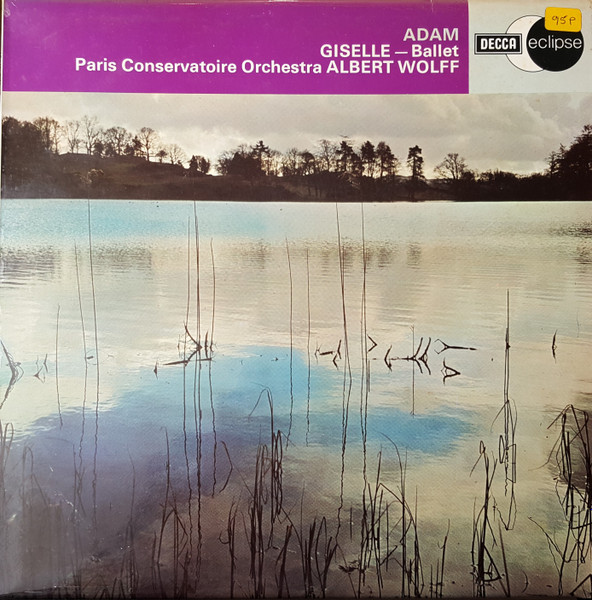 ADAM
GISELLE — Ballet
Paris Conservatoire Orchestra ALBERT WOLFF
DECCA eclipse
95P